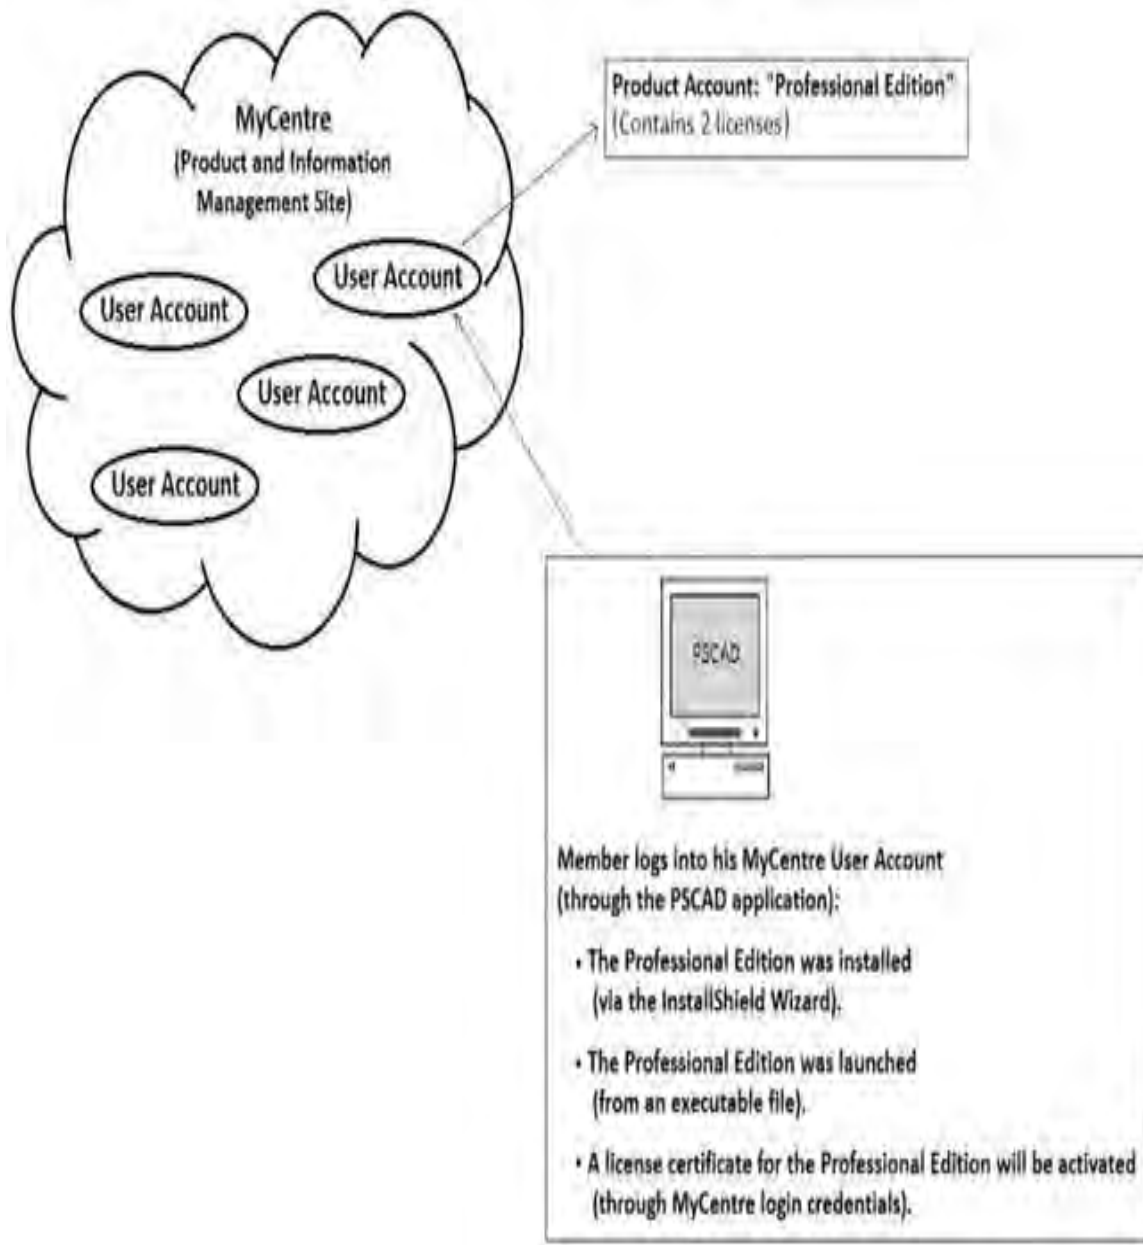 MyCentre
(Product and Information
Management Site)
Product Account: "Professional Edition"
(Contains 2 licenses)
User Account
User Account
User Account
User Account
PSCAD
Member logs into his MyCentre User Account
(through the PSCAD application):
• The Professional Edition was installed
(via the InstallShield Wizard).
• The Professional Edition was launched
(from an executable file).
• A license certificate for the Professional Edition will be activated
(through MyCentre login credentials).